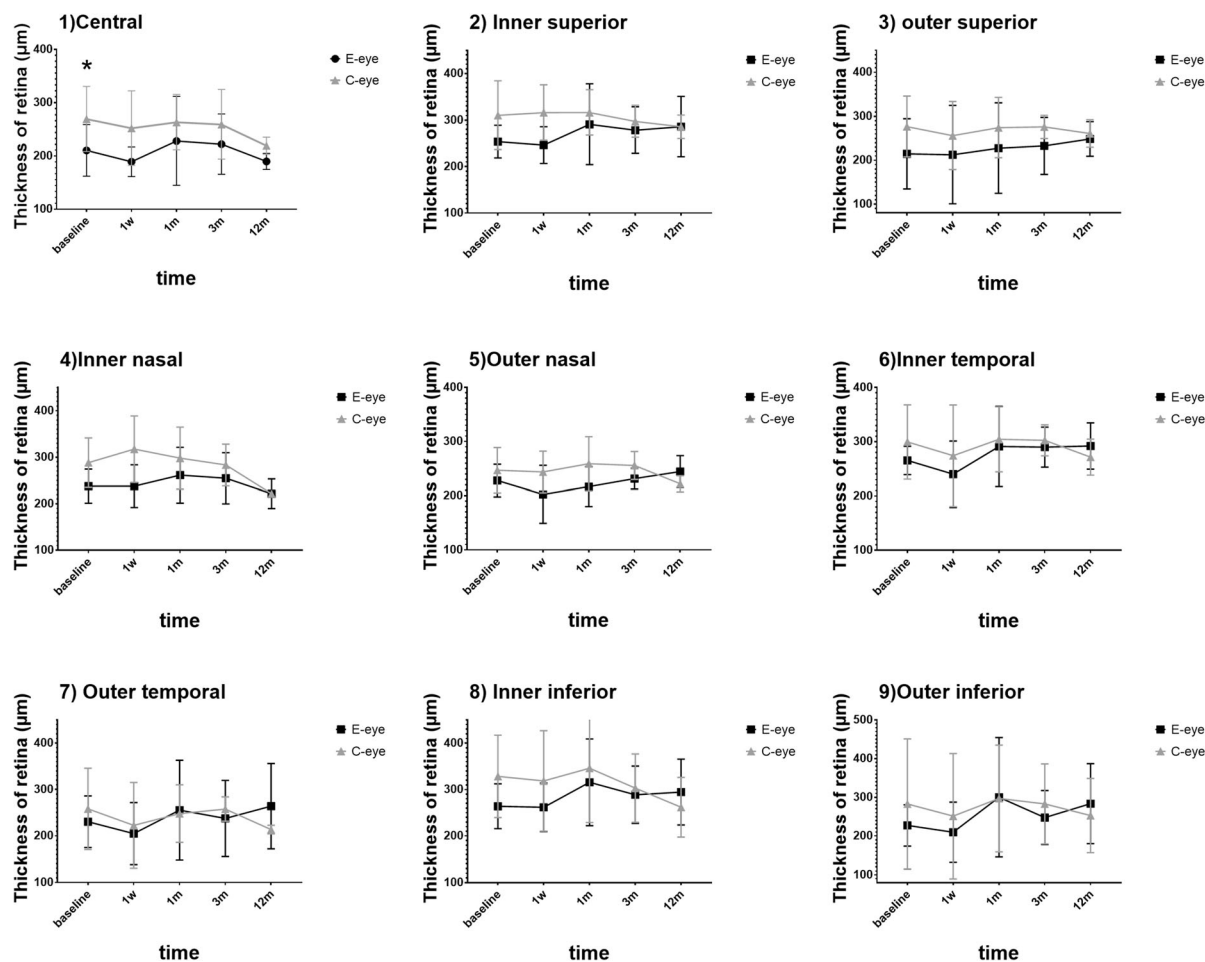 1)Central
Thickness of retina (µm)
400
300
200
100
*
E-eye
C-eye
baseline
1w
1m
3m
12m
time
2) Inner superior
Thickness of retina (µm)
400
300
200
100
E-eye
C-eye
baseline
1w
1m
3m
12m
time
3) outer superior
Thickness of retina (µm)
400
300
200
100
E-eye
C-eye
baseline
1w
1m
3m
12m
time
4)Inner nasal
Thickness of retina (µm)
400
300
200
100
E-eye
C-eye
baseline
1w
1m
3m
12m
time
5)Outer nasal
Thickness of retina (µm)
400
300
200
100
E-eye
C-eye
baseline
1w
1m
3m
12m
time
6)Inner temporal
Thickness of retina (µm)
400
300
200
100
E-eye
C-eye
baseline
1w
1m
3m
12m
time
7) Outer temporal
Thickness of retina (µm)
400
300
200
100
E-eye
C-eye
baseline
1w
1m
3m
12m
time
8) Inner inferior
Thickness of retina (µm)
400
300
200
100
E-eye
C-eye
baseline
1w
1m
3m
12m
time
9)Outer inferior
Thickness of retina (µm)
500
400
300
200
100
E-eye
C-eye
baseline
1w
1m
3m
12m
time